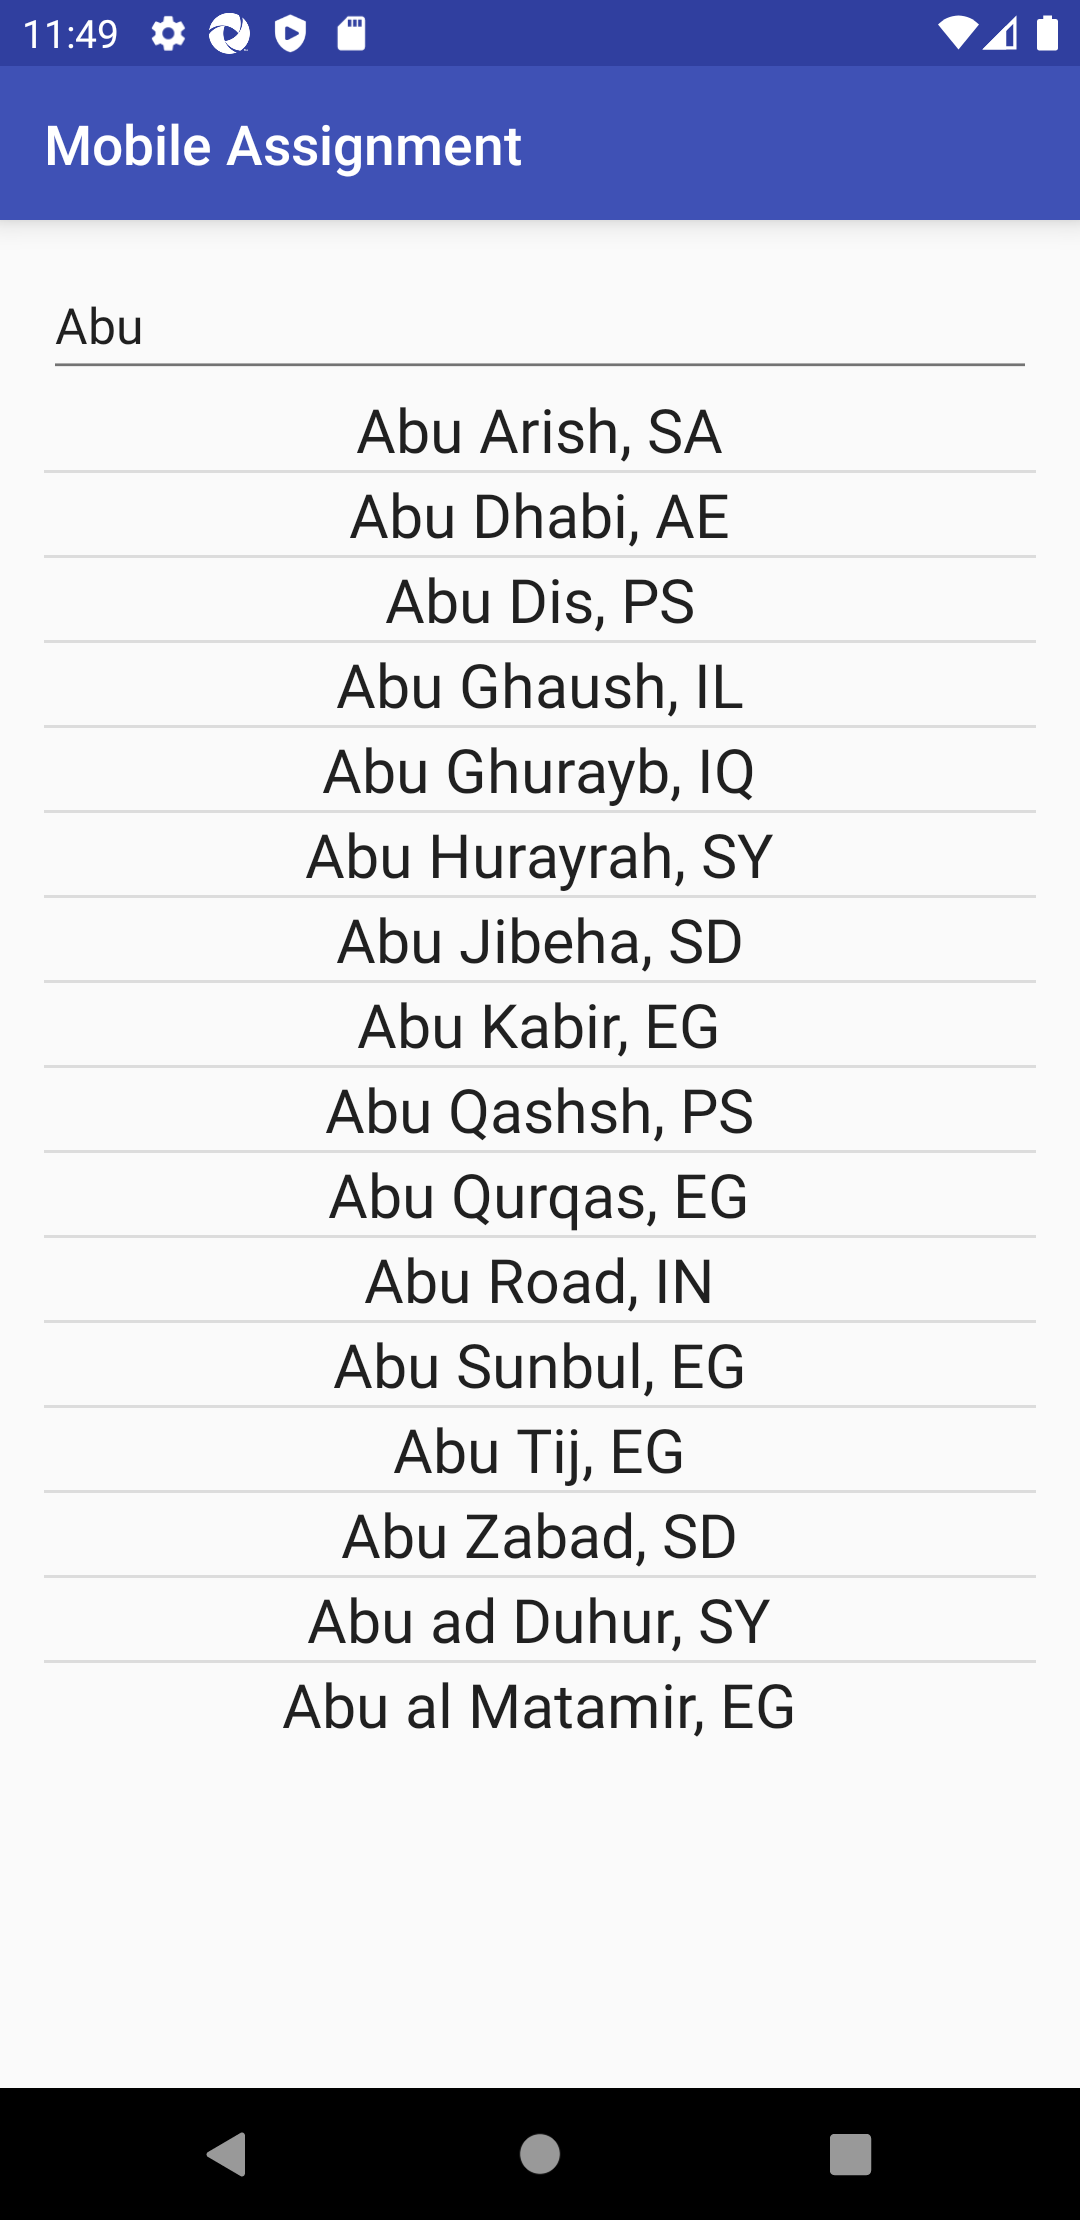 11:49
Mobile Assignment
Abu
Abu Arish, SA
Abu Dhabi, AE
Abu Dis, PS
Abu Ghaush, IL
Abu Ghurayb, IQ
Abu Hurayrah, SY
Abu Jibeha, SD
Abu Kabir, EG
Abu Qashsh, PS
Abu Qurqas, EG
Abu Road, IN
Abu Sunbul, EG
Abu Tij, EG
Abu Zabad, SD
Abu ad Duhur, SY
Abu al Matamir, EG